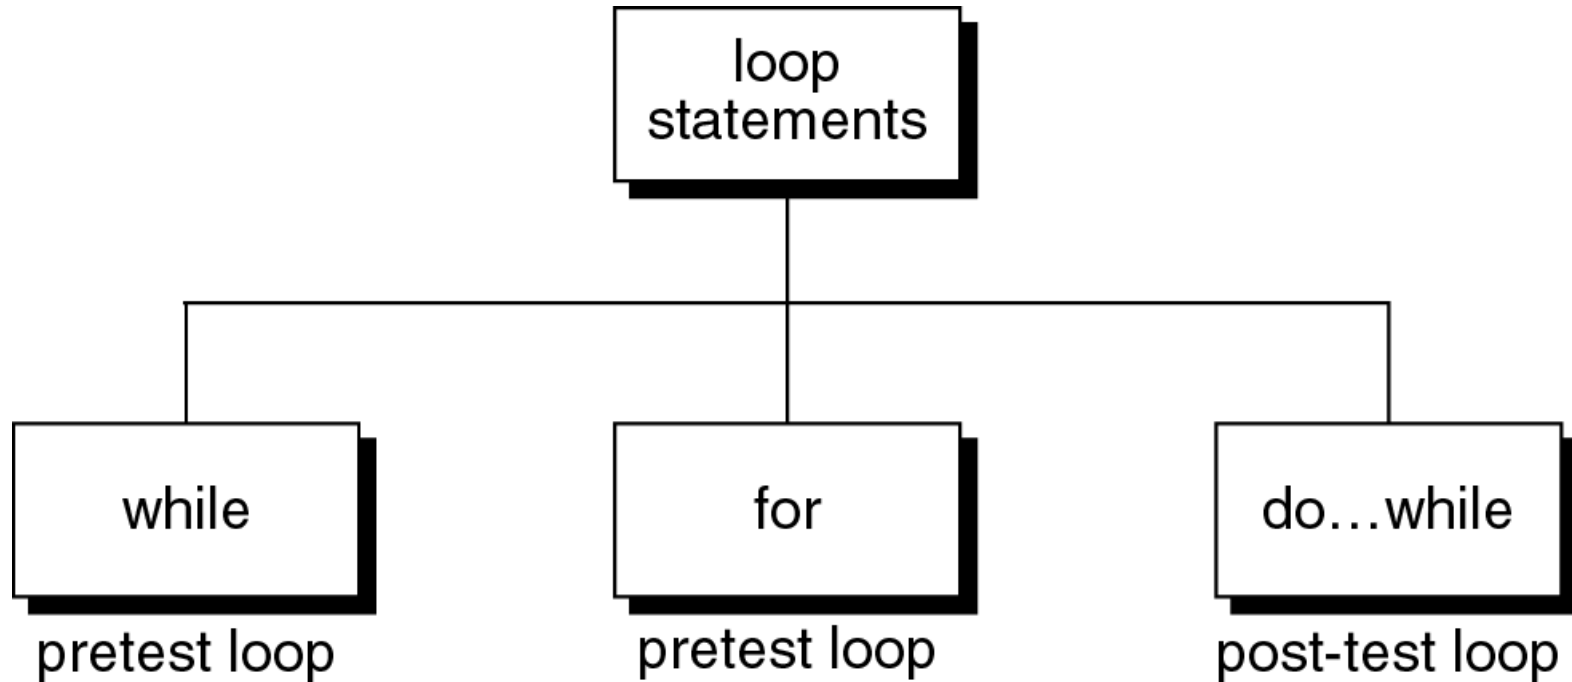 loop
statements
while
for
do…while
pretest loop
pretest loop
post-test loop